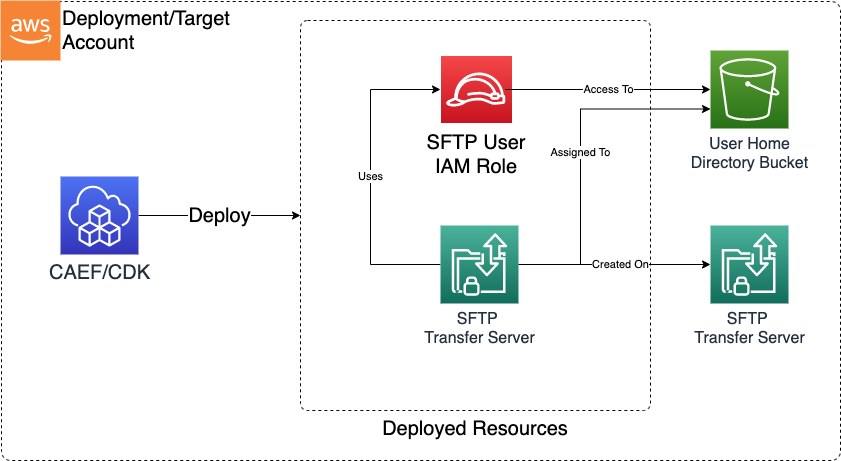 aws
Deployment/Target
Account
SFTP User
IAM Role
Access To
User Home
Directory Bucket
Assigned To
Uses
Deploy
CAEF/CDK
Created On
SFTP
Transfer Server
SFTP
Transfer Server
Deployed Resources